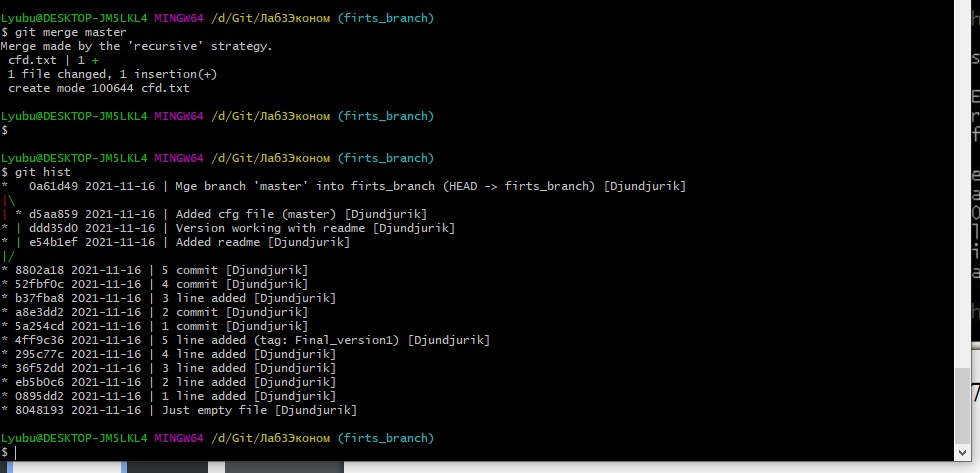 Lyubu@DESKTOP-JM5LKL4 MINGW64 /d/Git/Лаб3Эконом (firts_branch)
$ git merge master
Merge made by the 'recursive' strategy.
 cfd.txt | 1 +
 1 file changed, 1 insertion(+)
 create mode 100644 cfd.txt
Lyubu@DESKTOP-JM5LKL4 MINGW64 /d/Git/Лаб3Эконом (firts_branch)
$
Lyubu@DESKTOP-JM5LKL4 MINGW64 /d/Git/Лаб3Эконом (firts_branch)
$ git hist
*   0a61d49 2021-11-16 | Mge branch 'master' into firts_branch (HEAD -> firts_branch) [Djundjurik]
|\
| * d5aa859 2021-11-16 | Added cfg file (master) [Djundjurik]
* | ddd35d0 2021-11-16 | Version working with readme [Djundjurik]
* | e54b1ef 2021-11-16 | Added readme [Djundjurik]
|/
* 8802a18 2021-11-16 | 5 commit [Djundjurik]
* 52fbf0c 2021-11-16 | 4 commit [Djundjurik]
* b37fba8 2021-11-16 | 3 line added [Djundjurik]
* a8e3dd2 2021-11-16 | 2 commit [Djundjurik]
* 5a254cd 2021-11-16 | 1 commit [Djundjurik]
* 4ff9c36 2021-11-16 | 5 line added (tag: Final_version1) [Djundjurik]
* 295c77c 2021-11-16 | 4 line added [Djundjurik]
* 36f52dd 2021-11-16 | 3 line added [Djundjurik]
* eb5b0c6 2021-11-16 | 2 line added [Djundjurik]
* 0895dd2 2021-11-16 | 1 line added [Djundjurik]
* 8048193 2021-11-16 | Just empty file [Djundjurik]
Lyubu@DESKTOP-JM5LKL4 MINGW64 /d/Git/Лаб3Эконом (firts_branch)
$